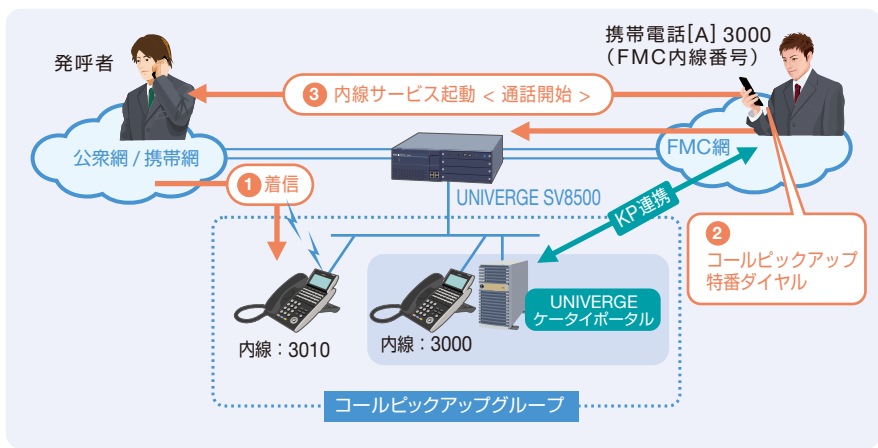 発呼者
携帯電話[A] 3000
(FMC内線番号)
3 内線サービス起動 < 通話開始 >
公衆網 / 携帯網
FMC網
1 着信
UNIVERGE SV8500
KP連携
2
コールピックアップ
特番ダイヤル
UNIVERGE
ケータイポータル
内線：3010
内線：3000
コールピックアップグループ